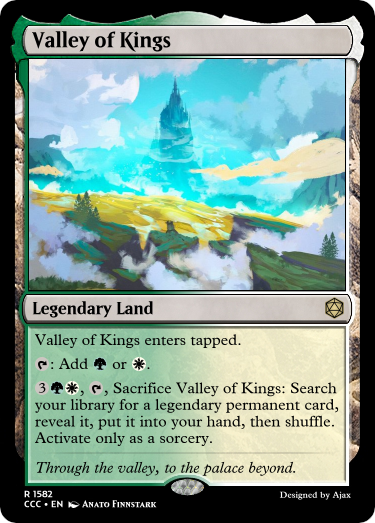 Valley of Kings
Legendary Land
Valley of Kings enters tapped.
: Add or .
3, , Sacrifice Valley of Kings: Search
your library for a legendary permanent card,
reveal it, put it into your hand, then shuffle.
Activate only as a sorcery.
Through the valley, to the palace beyond.
R 1582
CCC • EN Anato Finnstark
Designed by Ajax